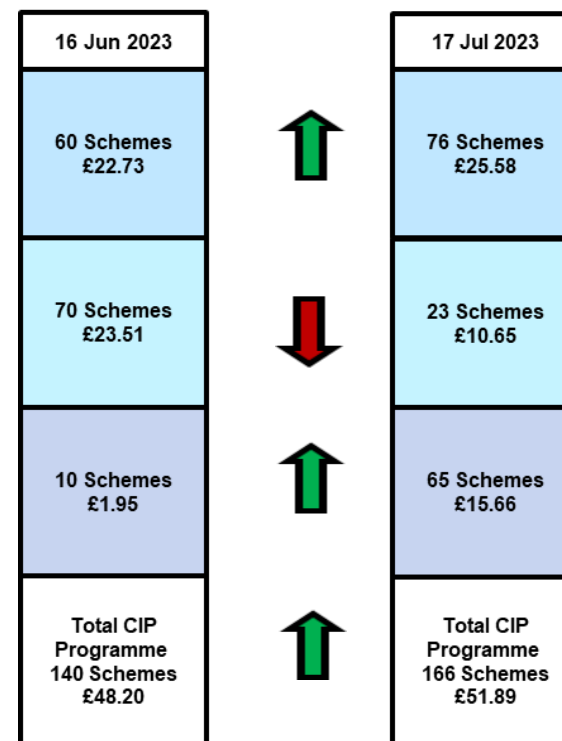 16 Jun 2023
60 Schemes
£22.73
70 Schemes
£23.51
10 Schemes
£1.95
Total CIP
Programme
140 Schemes
£48.20
17 Jul 2023
76 Schemes
£25.58
23 Schemes
£10.65
65 Schemes
£15.66
Total CIP
Programme
166 Schemes
£51.89